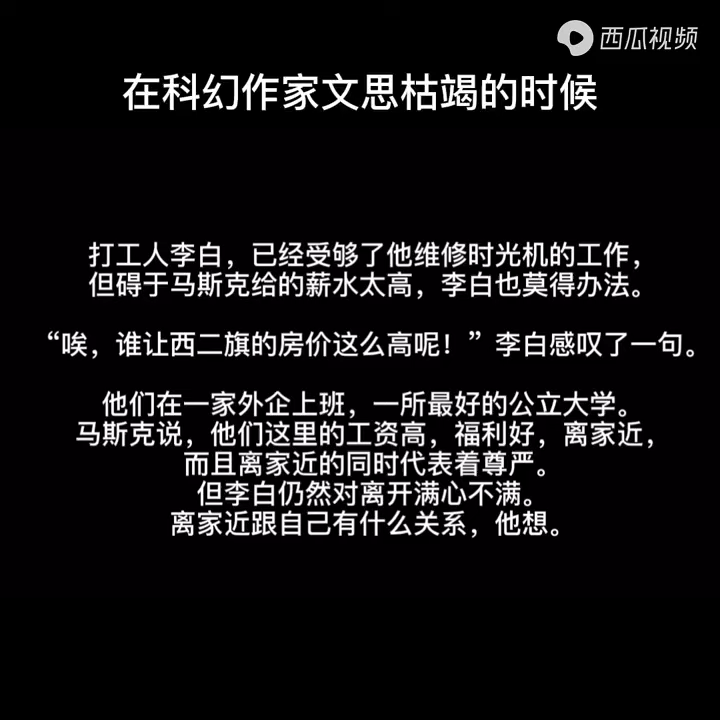 西瓜视频
在科幻作家文思枯竭的时候
打工人李白，已经受够了他维修时光机的工作，
但碍于马斯克给的薪水太高，李白也莫得办法。
“唉，谁让西二旗的房价这么高呢！”李白感叹了一句。
他们在一家外企上班，一所最好的公立大学。
马斯克说，他们这里的工资高，福利好，离家近，
而且离家近的同时代表着尊严。
但李白仍然对离开满心不满。
离家近跟自己有什么关系，他想。